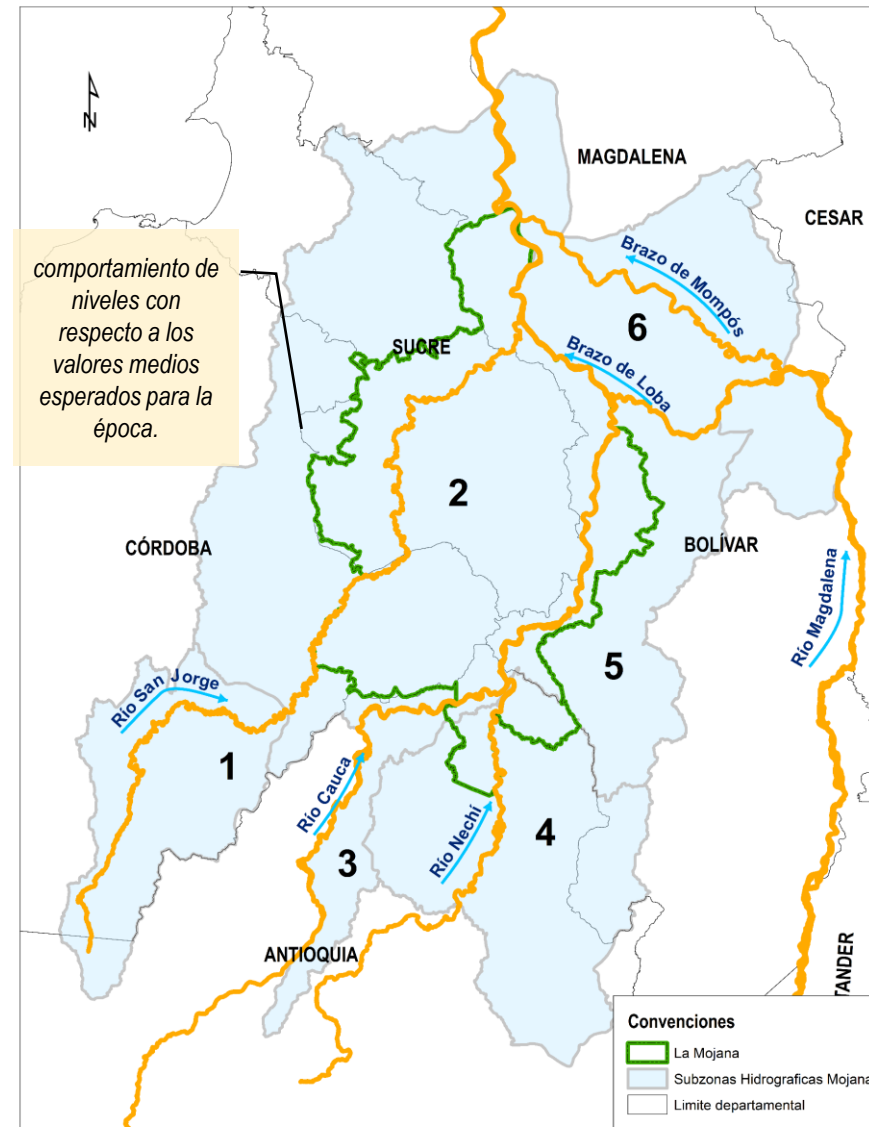 N
MAGDALENA
CESAR
comportamiento de
niveles con
respecto a los
valores medios
esperados para la
época.
Brazo de Mompós
6
SUCRE
Brazo de Loba
2
CÓRDOBA
BOLÍVAR
Río Magdalena
5
Río San Jorge
1
Río Cauca
3
Río Nechí
4
ANTIOQUIA
TANDER
Convenciones
La Mojana
Subzonas Hidrograficas Mojana
Limite departamental